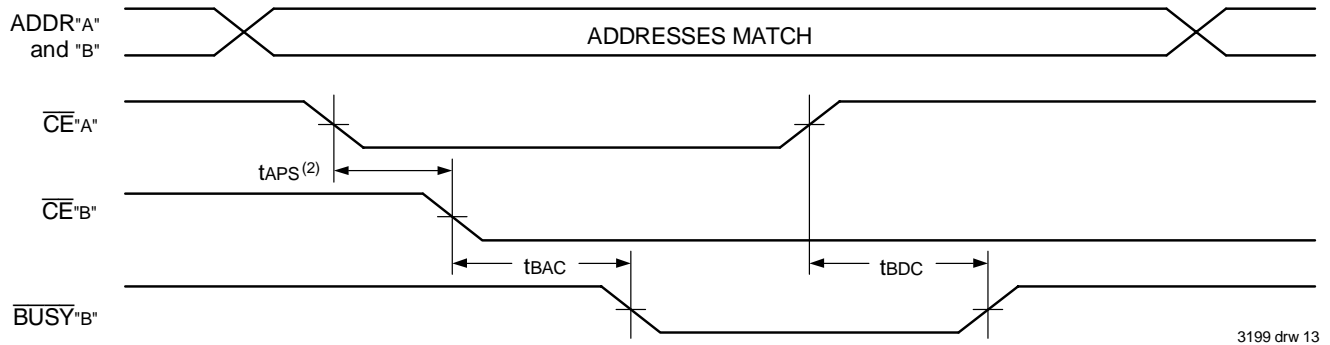 ADDR"A"
and "B"
ADDRESSES MATCH
CE"A"
tAPS(2)
CE"B"
tBAC
tBDC
BUSY"B"
3199 drw 13